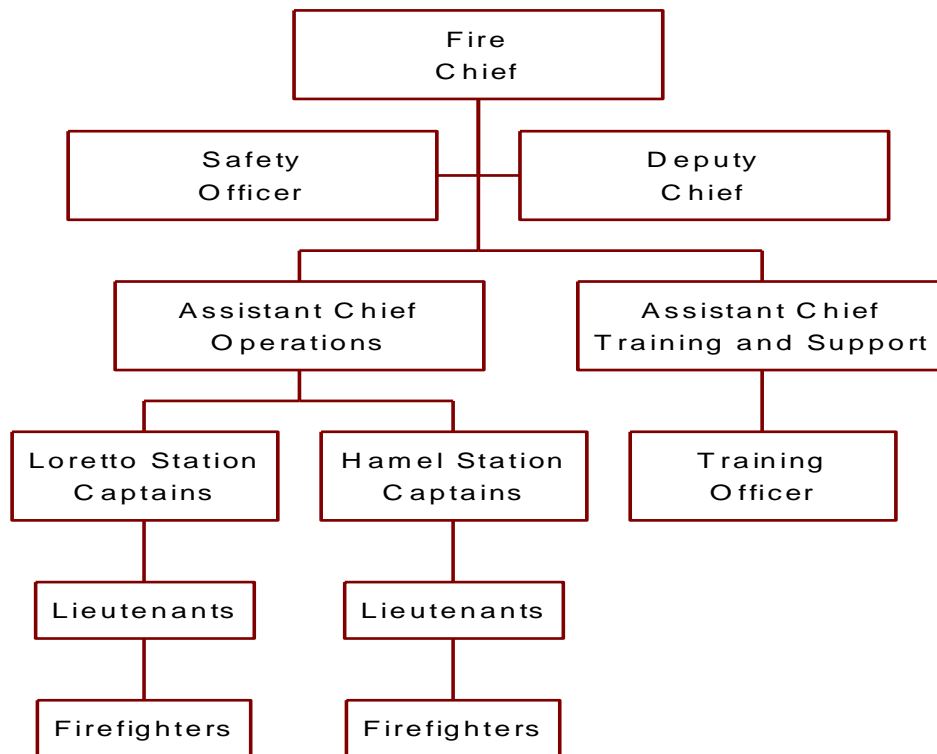 Fire
Chief
Safety
Officer
Deputy
Chief
Assistant Chief
Operations
Assistant Chief
Training and Support
Loretto Station
Captains
Hamel Station
Captains
Training
Officer
Lieutenants
Lieutenants
Firefighters
Firefighters